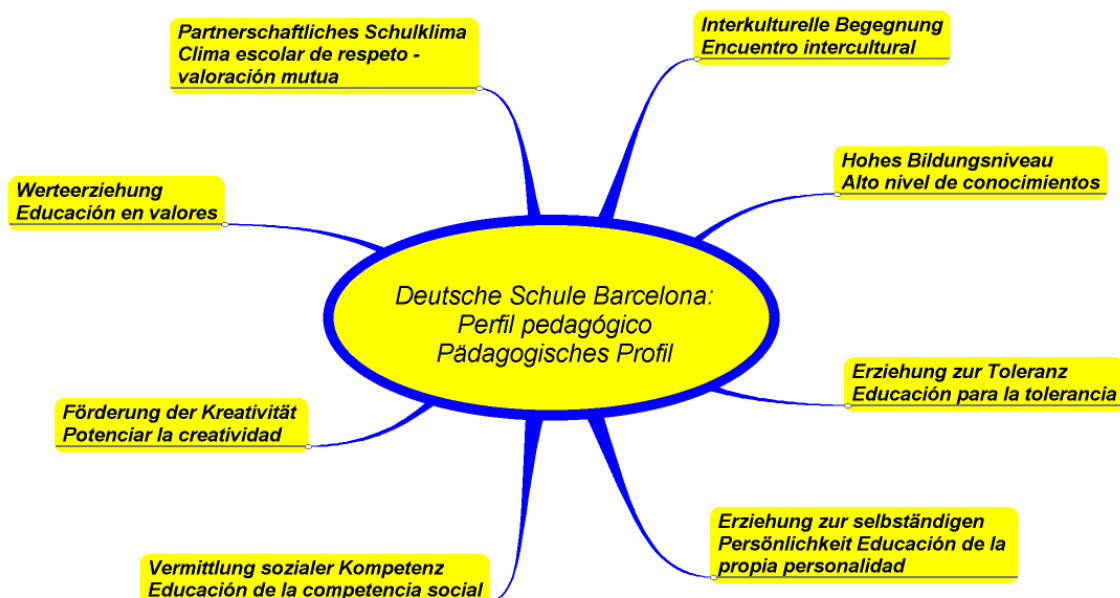 Partnerschaftliches Schulklima
Clima escolar de respeto -
valoración mutua
Interkulturelle Begegnung
Encuentro intercultural
Hohes Bildungsniveau
Alto nivel de conocimientos
Werteerziehung
Educación en valores
Deutsche Schule Barcelona:
Perfil pedagógico
Pädagogisches Profil
Erziehung zur Toleranz
Educación para la tolerancia
Förderung der Kreativität
Potenciar la creatividad
Erziehung zur selbständigen
Persönlichkeit Educación de la
propia personalidad
Vermittlung sozialer Kompetenz
Educación de la competencia social